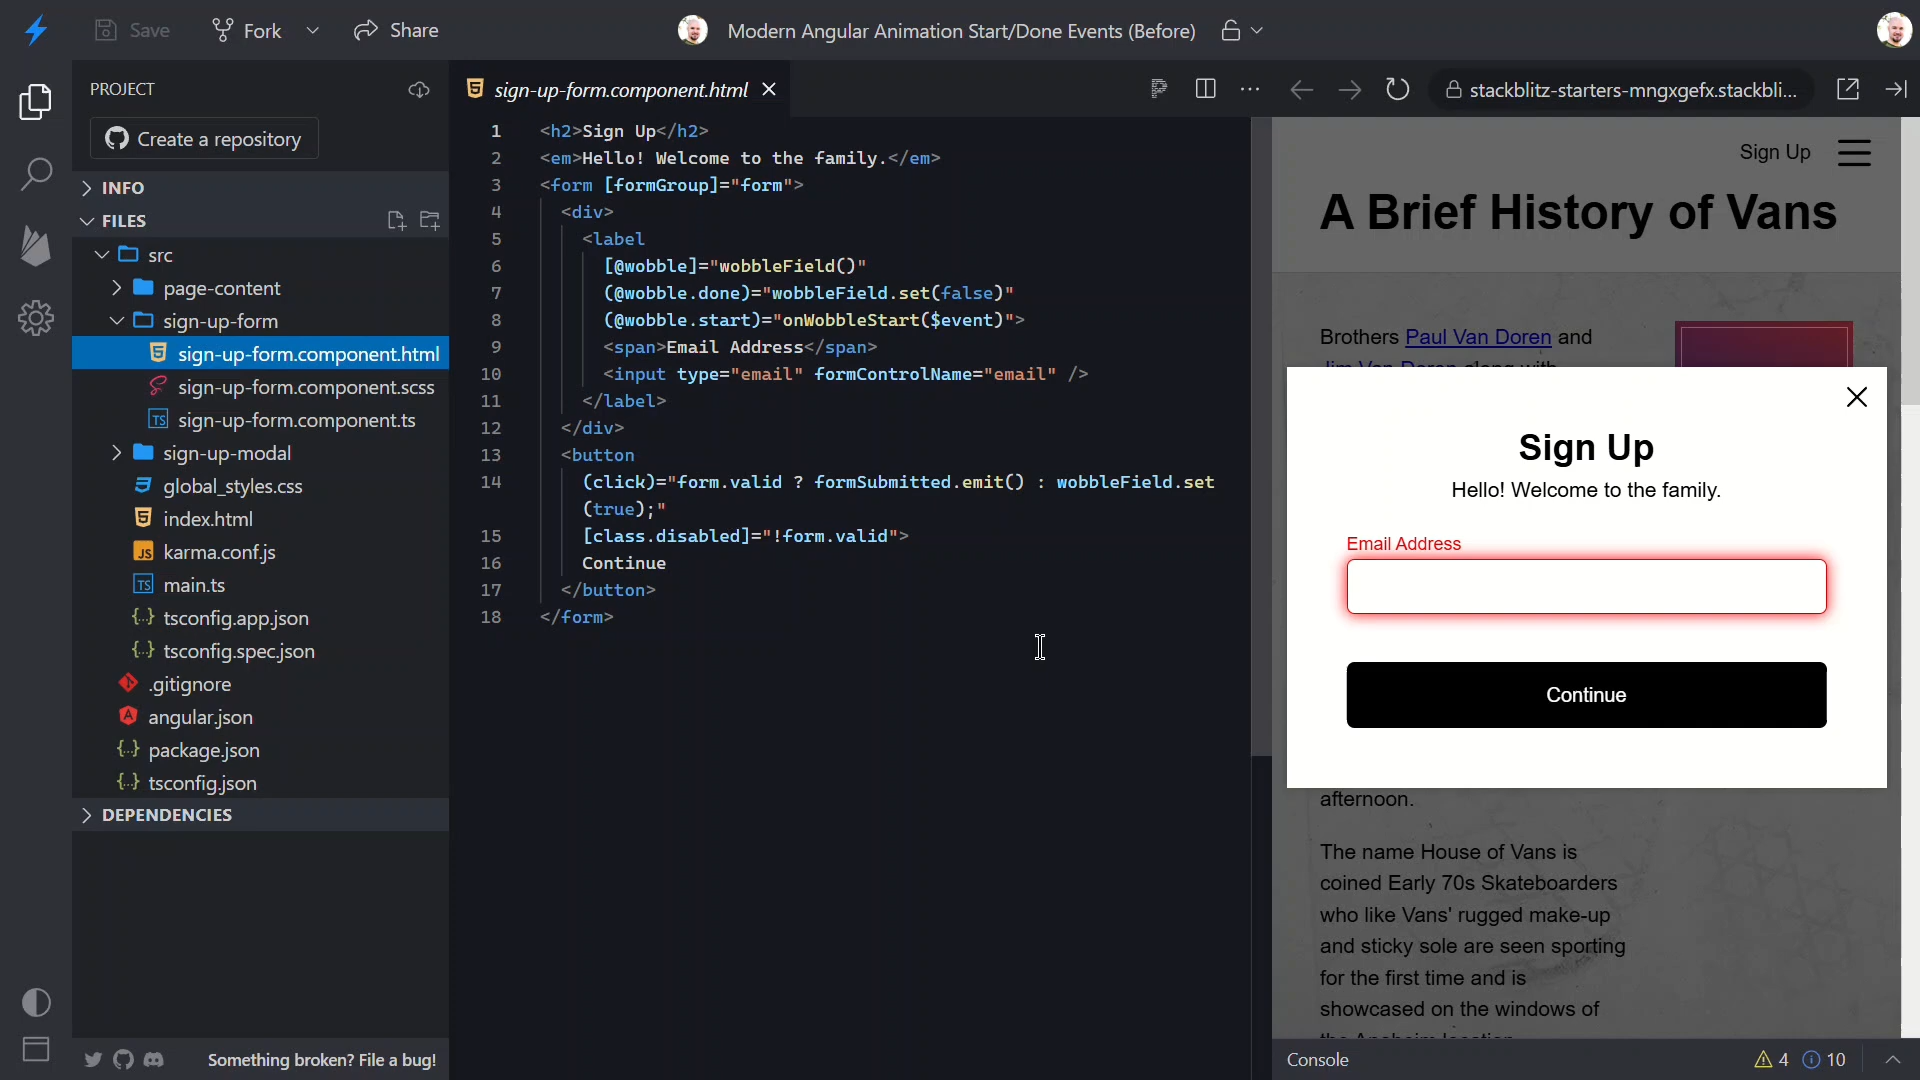 Save
Fork
Share
Modern Angular Animation Start/Done Events (Before)
PROJECT
Create a repository
INFO
FILES
src
page-content
sign-up-form
sign-up-form.component.html
sign-up-form.component.scss
sign-up-form.component.ts
sign-up-modal
global_styles.css
index.html
karma.conf.js
main.ts
tsconfig.app.json
tsconfig.spec.json
.gitignore
angular.json
package.json
tsconfig.json
DEPENDENCIES
Something broken? File a bug!
sign-up-form.component.html
1 <h2>Sign Up</h2>
2 <em>Hello! Welcome to the family.</em>
3 <form [formGroup]="form">
4 <div>
5 <label
6 [@wobble]="wobbleField()"
7 (@wobble.done)="wobbleField.set(false)"
8 (@wobble.start)="onWobbleStart($event)">
9 <span>Email Address</span>
10 <input type="email" formControlName="email" />
11 </label>
12 </div>
13 <button
14 (click)="form.valid ? formSubmitted.emit() : wobbleField.set
(true);"
15 [class.disabled]="!form.valid">
16 Continue
17 </button>
18 </form>
stackblitz-starters-mngxgefx.stackbli...
Sign Up
A Brief History of Vans
Brothers Paul Van Doren and
Jim Van Doren along with
Sign Up
Hello! Welcome to the family.
Email Address
Continue
afternoon.
The name House of Vans is
coined Early 70s Skateboarders
who like Vans' rugged make-up
and sticky sole are seen sporting
for the first time and is
showcased on the windows of
the Anaheim location
Console
4
10